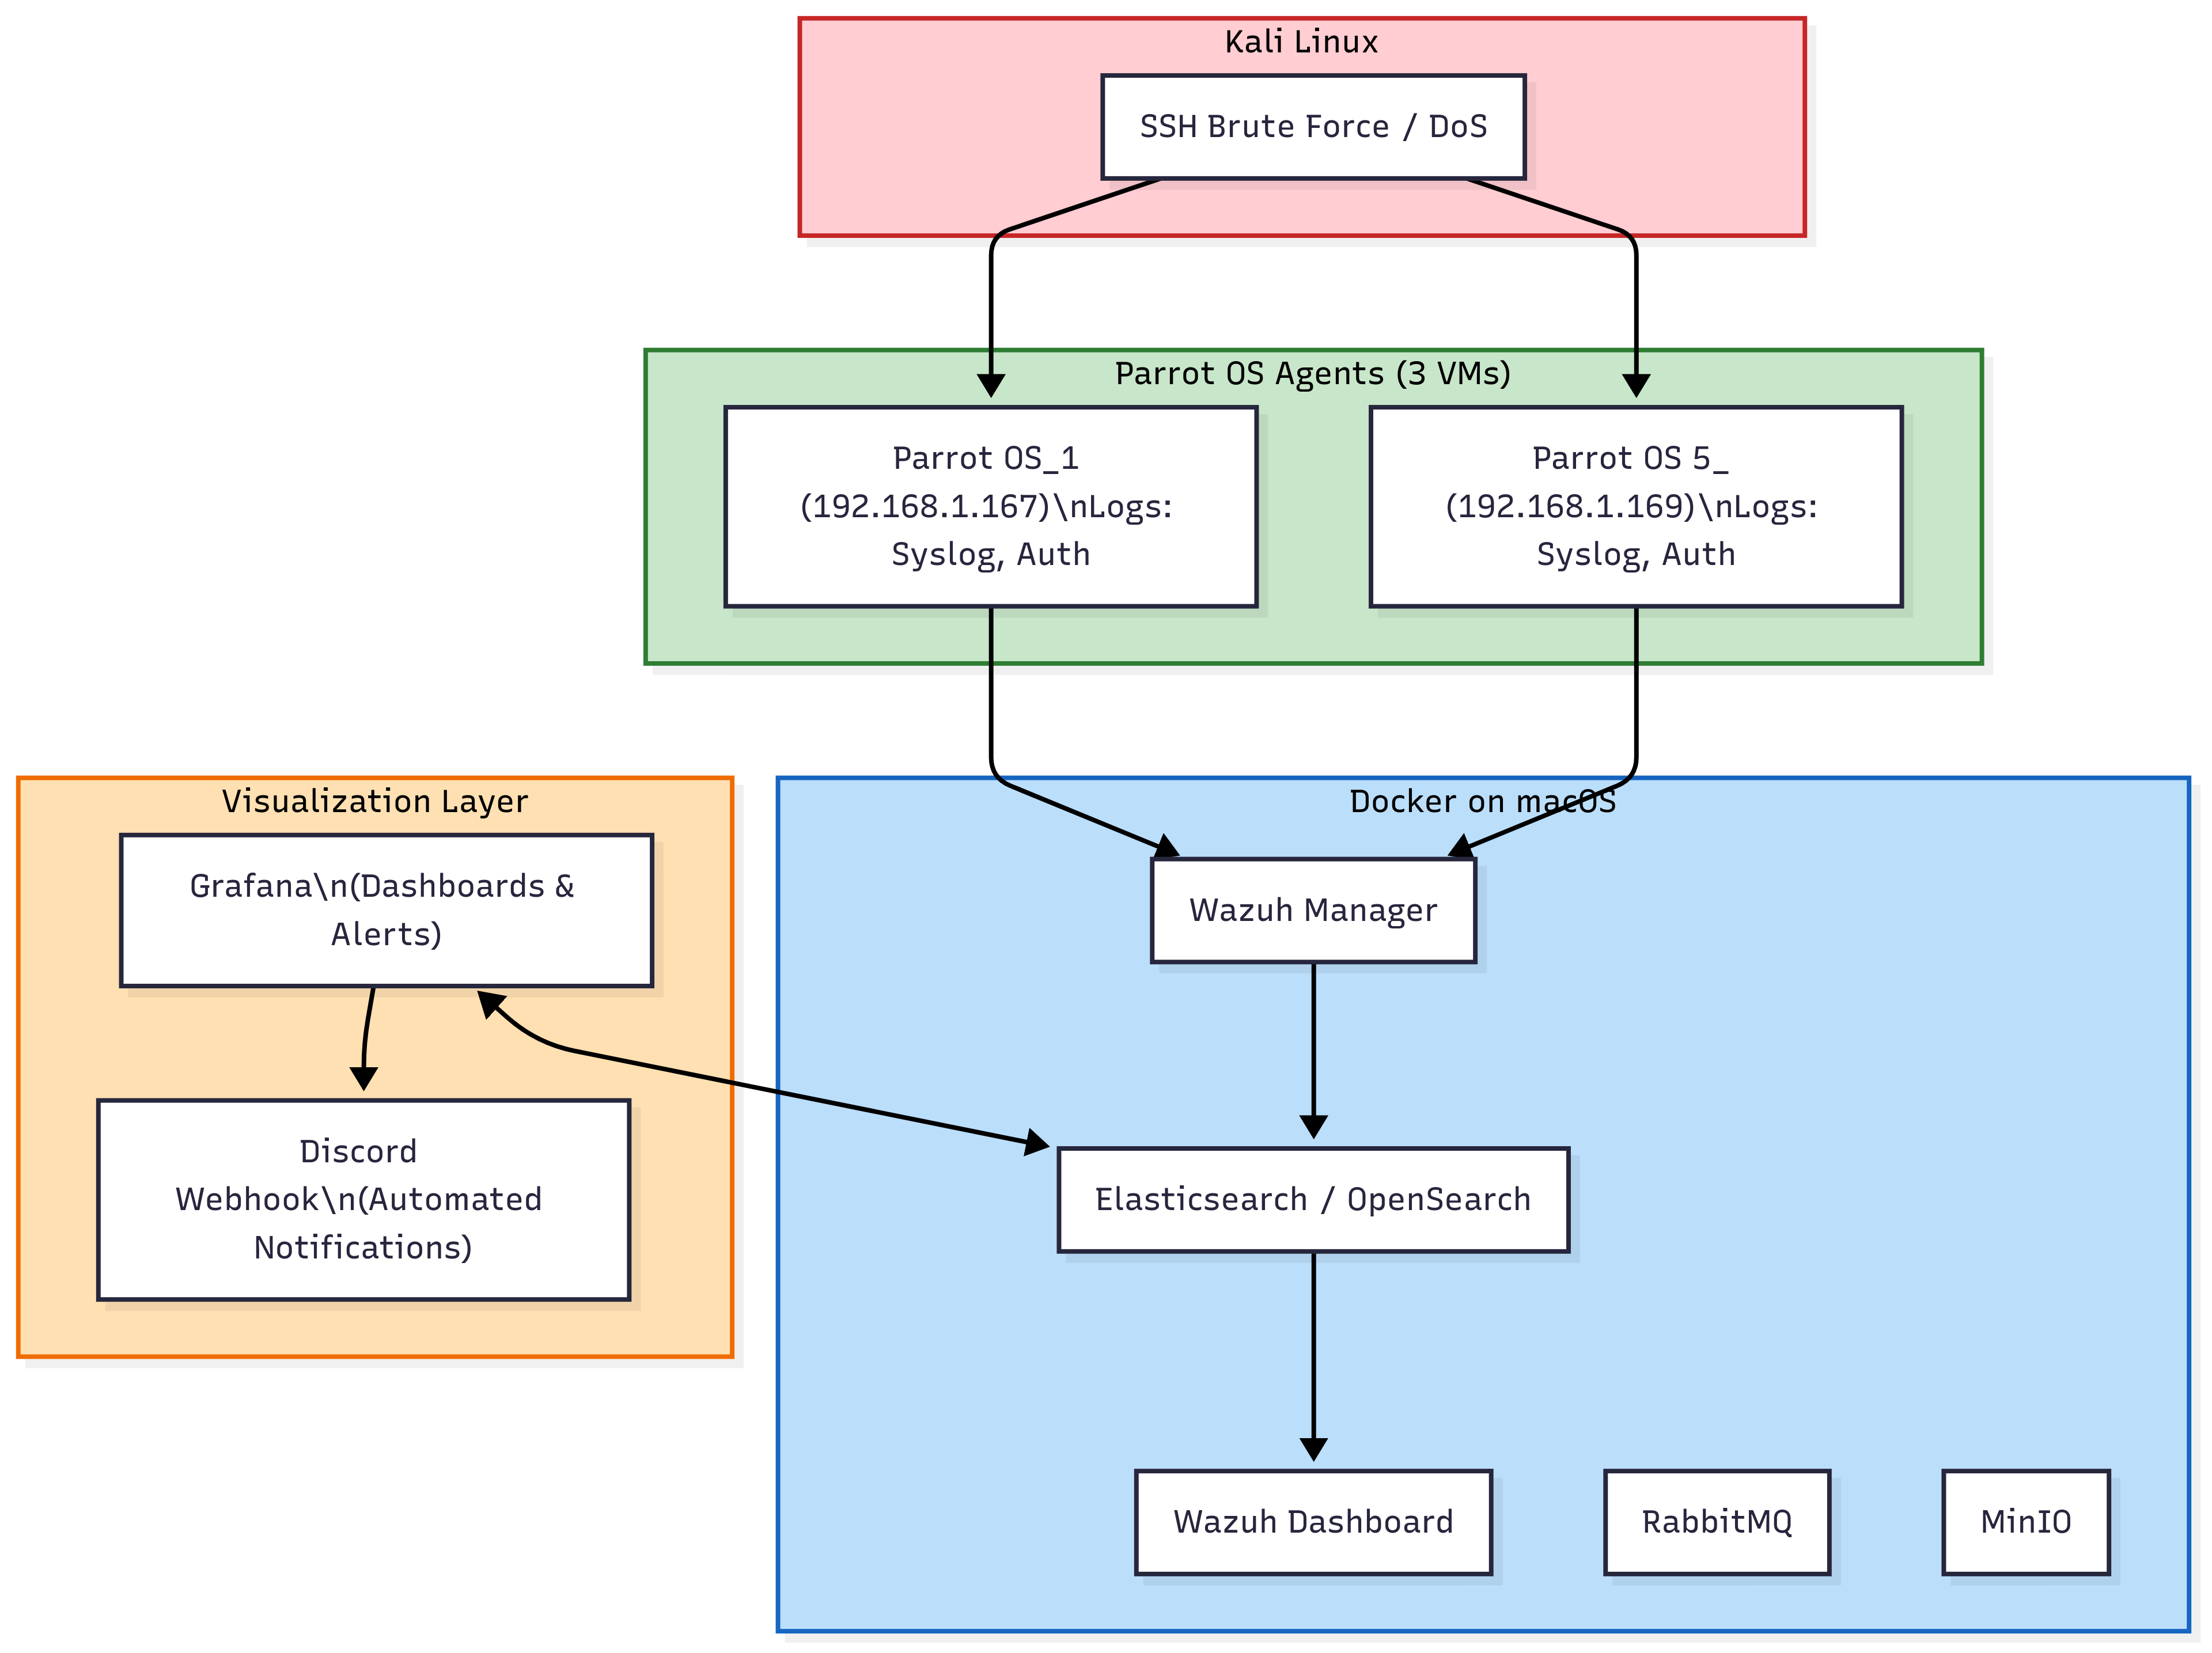 Kali Linux
SSH Brute Force / DoS
Parrot OS Agents (3 VMs)
Parrot OS_1
(192.168.1.167)\nLogs:
Syslog, Auth
Parrot OS 5_
(192.168.1.169)\nLogs:
Syslog, Auth
Visualization Layer
Grafana\n(Dashboards &
Alerts)
Discord
Webhook\n(Automated
Notifications)
Docker on macOS
Wazuh Manager
Elasticsearch / OpenSearch
Wazuh Dashboard
RabbitMQ
MinIO